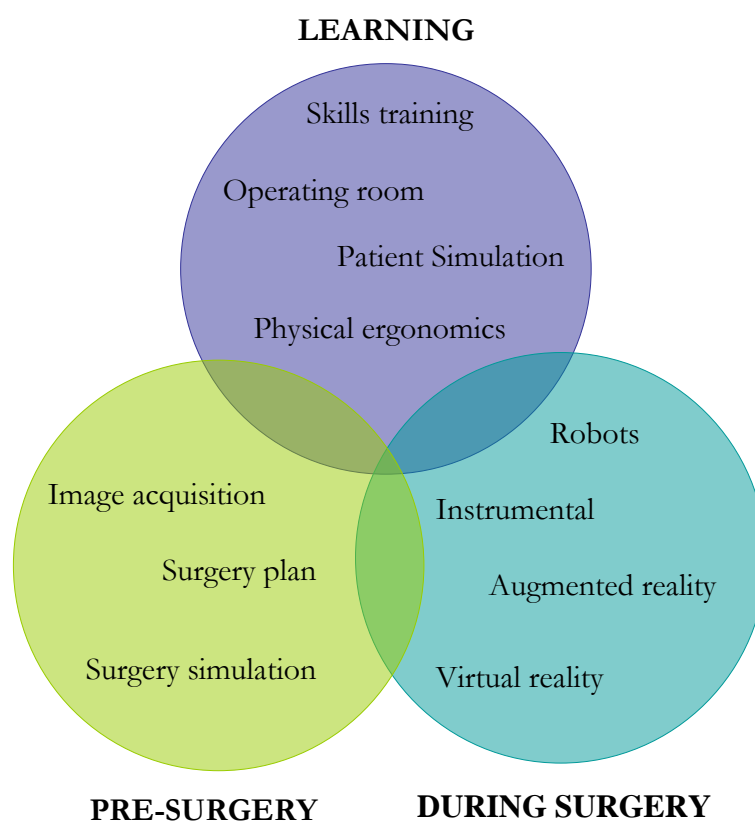 LEARNING
Skills training
Operating room
Patient Simulation
Physical ergonomics
Image acquisition
Surgery plan
Surgery simulation
PRE-SURGERY
Robots
Instrumental
Augmented reality
Virtual reality
DURING SURGERY